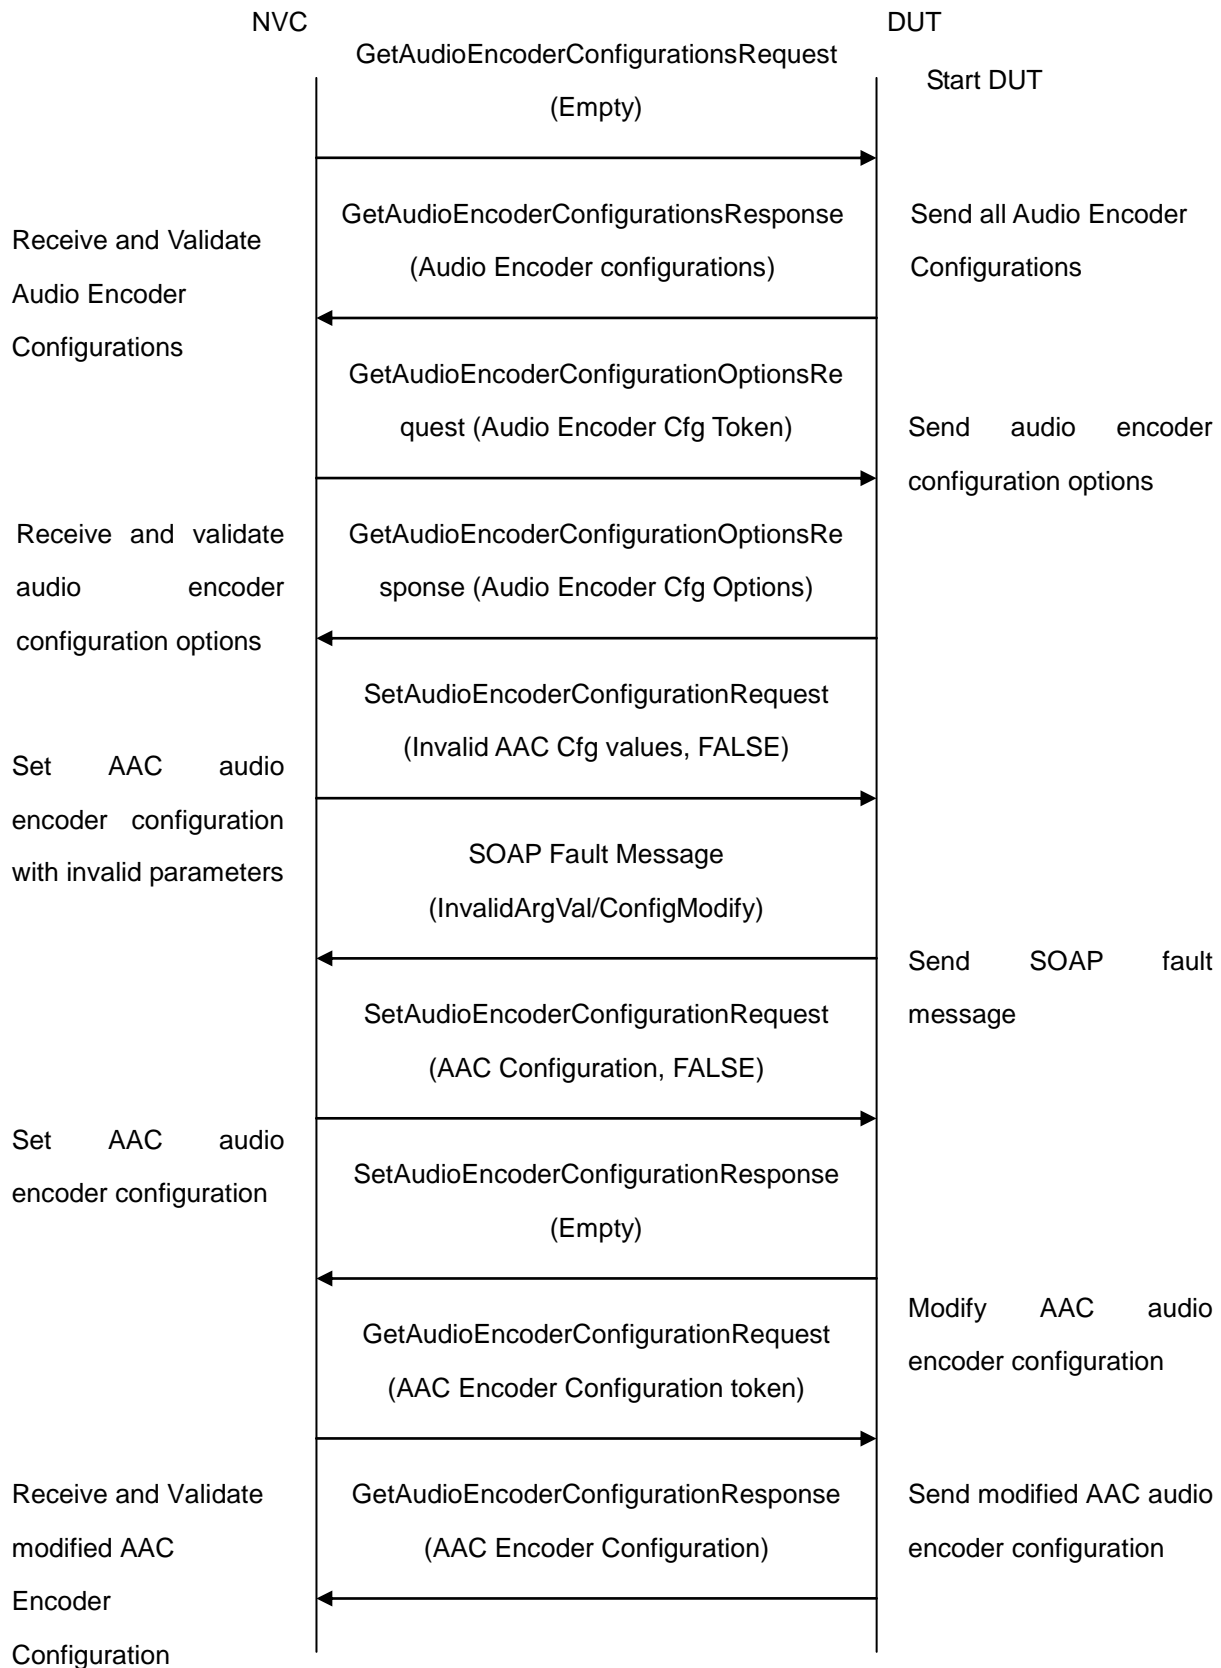 NVC
DUT
GetAudioEncoderConfigurationsRequest
(Empty)
Start DUT
GetAudioEncoderConfigurationsResponse
(Audio Encoder configurations)
Send all Audio Encoder
Configurations
Receive and Validate
Audio Encoder
Configurations
GetAudioEncoderConfigurationOptionsRe
quest (Audio Encoder Cfg Token)
Send audio encoder
configuration options
Receive and validate
audio encoder
configuration options
GetAudioEncoderConfigurationOptionsRe
sponse (Audio Encoder Cfg Options)
SetAudioEncoderConfigurationRequest
(Invalid AAC Cfg values, FALSE)
Set AAC audio
encoder configuration
with invalid parameters
SOAP Fault Message
(InvalidArgVal/ConfigModify)
Send SOAP fault
message
SetAudioEncoderConfigurationRequest
(AAC Configuration, FALSE)
Set AAC audio
encoder configuration
SetAudioEncoderConfigurationResponse
(Empty)
Modify AAC audio
encoder configuration
GetAudioEncoderConfigurationRequest
(AAC Encoder Configuration token)
Receive and Validate
modified AAC
Encoder
Configuration
GetAudioEncoderConfigurationResponse
(AAC Encoder Configuration)
Send modified AAC audio
encoder configuration